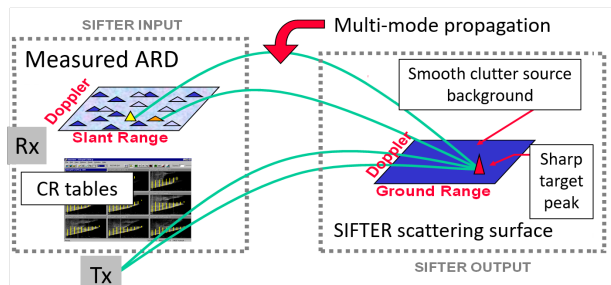 SIFTER INPUT
Multi-mode propagation
Measured ARD
Doppler
Slant Range
Rx
CR tables
Tx
Smooth clutter source
background
Doppler
Ground Range
Sharp
target
peak
SIFTER scattering surface
SIFTER OUTPUT